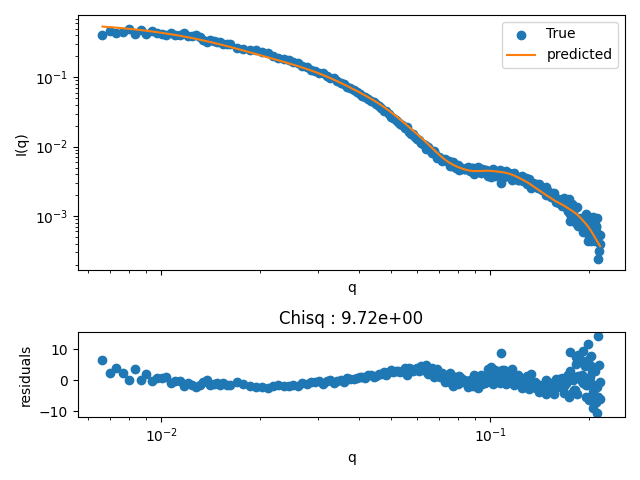 True
predicted
10⁻¹
10⁻²
10⁻³
I(q)
q
Chisq : 9.72e+00
10
0
−10
residuals
10⁻²
10⁻¹
q